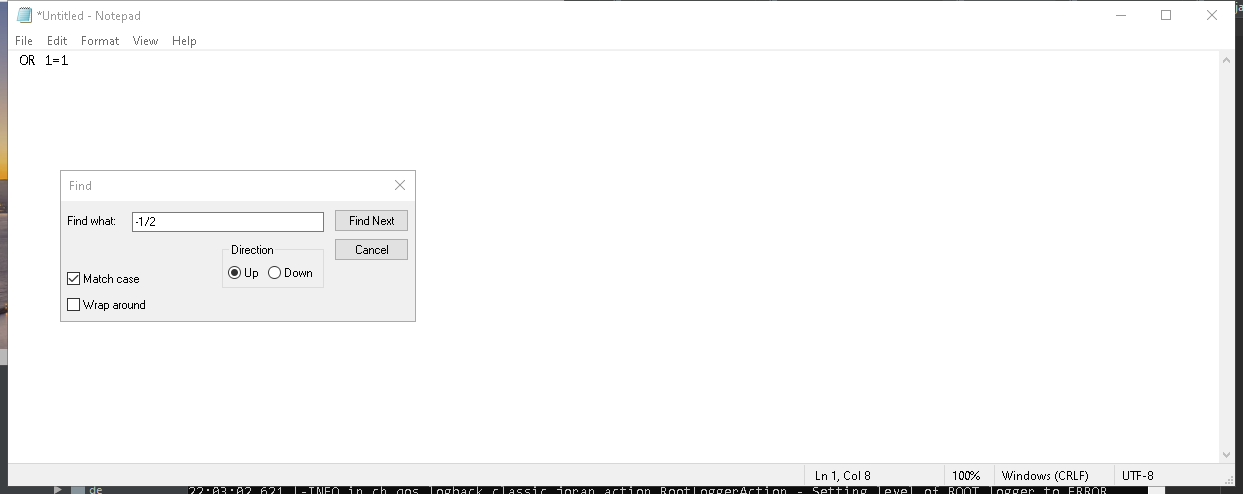 *Untitled - Notepad
File Edit Format View Help
OR 1=1
Find
Find what: -1/2 Find Next
Direction Cancel
Up Down
Match case
Wrap around
Ln 1, Col 8 100% Windows (CRLF) UTF-8
de 22:03:02,621 |-INFO in ch.qos.logback.classic.joran.action.RootLoggerAction - Setting level of ROOT logger to ERROR